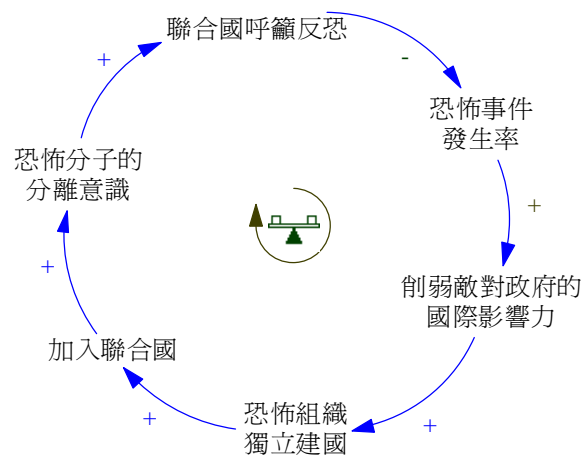 聯合國呼籲反恐
-
恐怖事件
發生率
+
削弱敵對政府的
國際影響力
+
恐怖組織
獨立建國
+
加入聯合國
+
恐怖分子的
分離意識
+